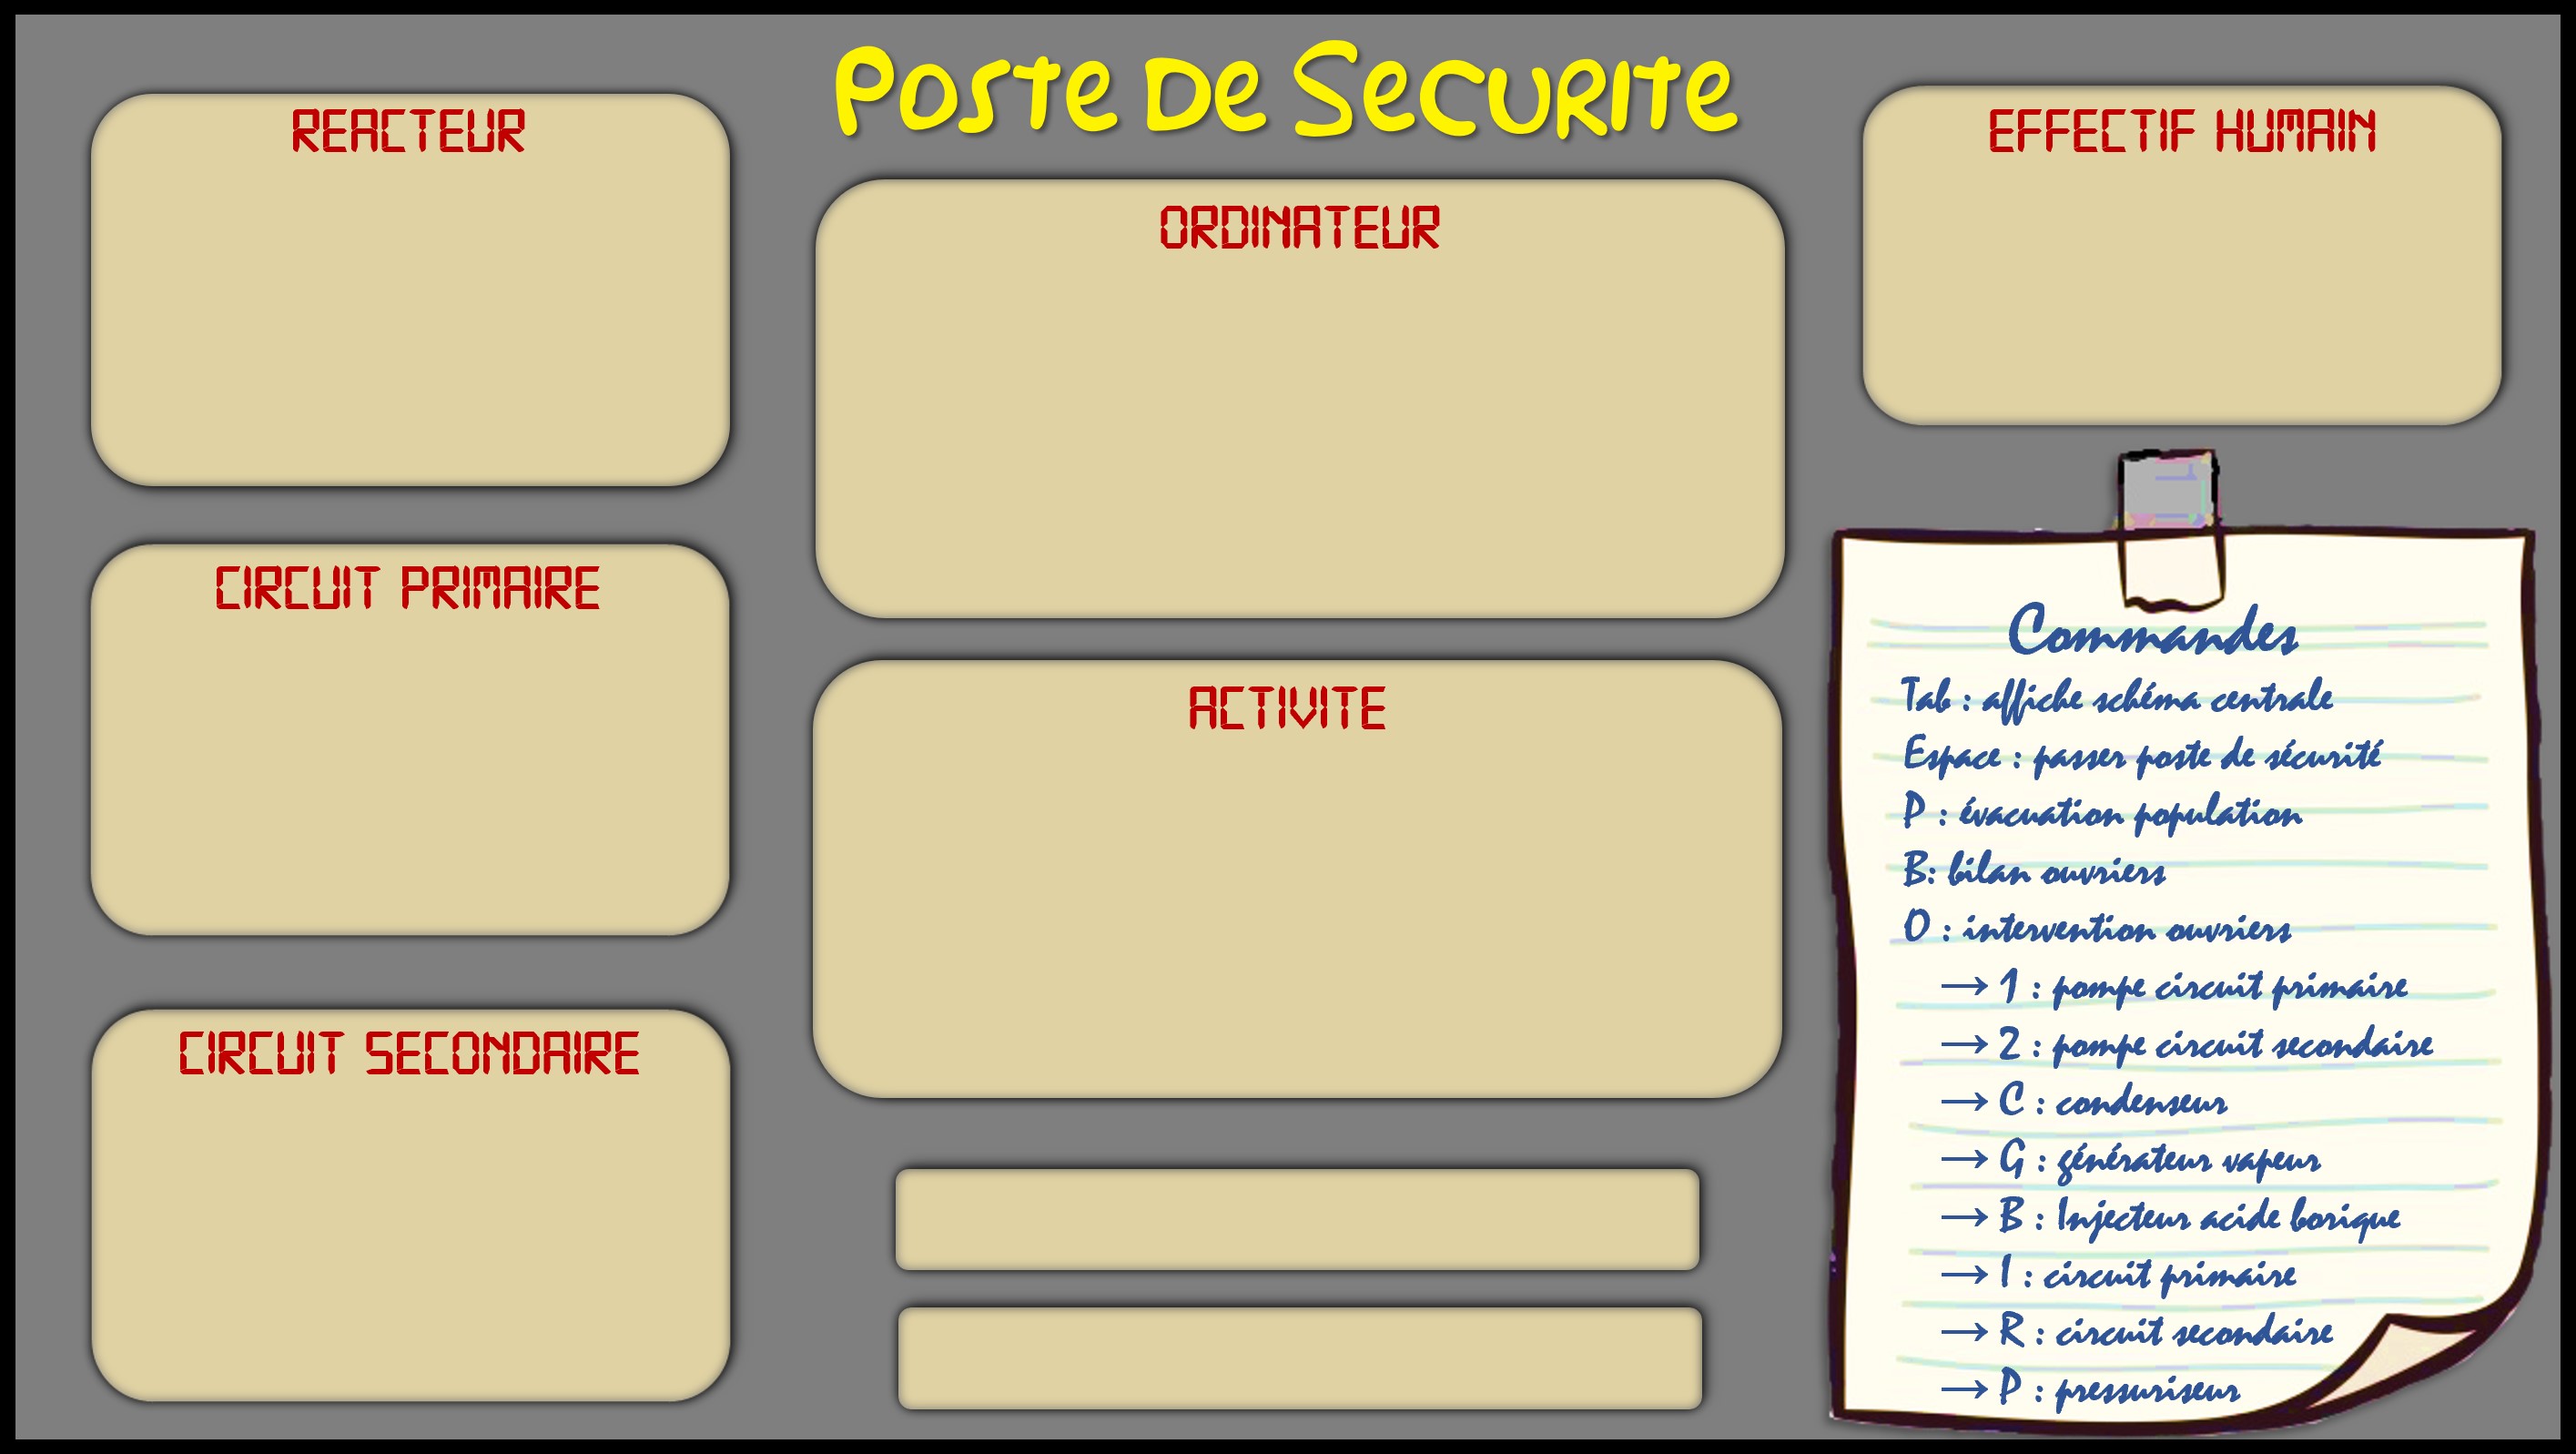 POSTE DE SECURITE
REACTEUR
CIRCUIT PRIMAIRE
CIRCUIT SECONDAIRE
ORDINATEUR
ACTIVITE
EFFECTIF HUMAIN
Commandes
Tab : affiche schéma centrale
Espace : passer poste de sécurité
P : évacuation population
B: bilan ouvriers
O : intervention ouvriers
→ 1 : pompe circuit primaire
→ 2 : pompe circuit secondaire
→ C : condenseur
→ G : générateur vapeur
→ B : Injecteur acide borique
→ I : circuit primaire
→ R : circuit secondaire
→ P : pressuriseur